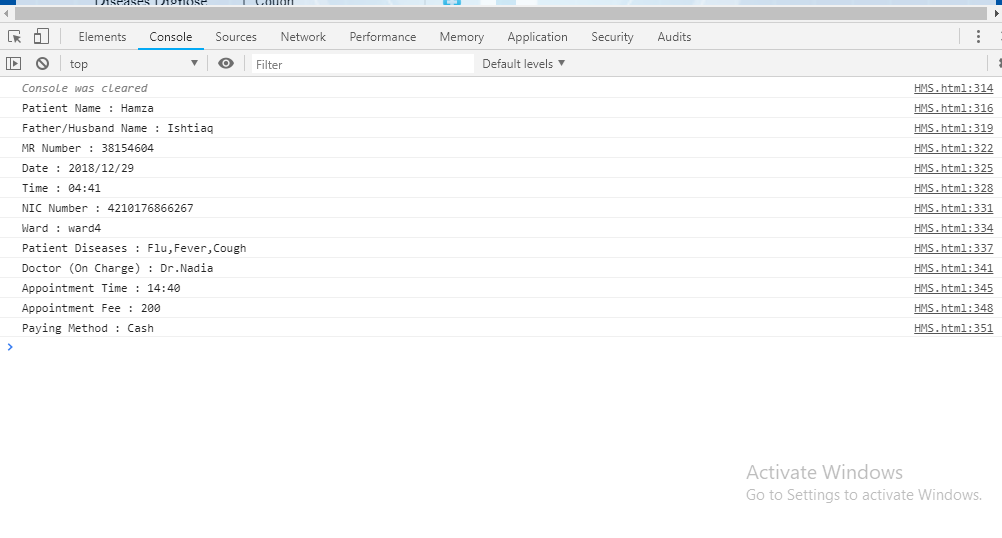 Diseases Dignose Cough
Elements Console Sources Network Performance Memory Application Security Audits
top Filter Default levels
Console was cleared HMS.html:314
Patient Name : Hamza HMS.html:316
Father/Husband Name : Ishtiaq HMS.html:319
MR Number : 38154604 HMS.html:322
Date : 2018/12/29 HMS.html:325
Time : 04:41 HMS.html:328
NIC Number : 4210176866267 HMS.html:331
Ward : ward4 HMS.html:334
Patient Diseases : Flu,Fever,Cough HMS.html:337
Doctor (On Charge) : Dr.Nadia HMS.html:341
Appointment Time : 14:40 HMS.html:345
Appointment Fee : 200 HMS.html:348
Paying Method : Cash HMS.html:351
Activate Windows
Go to Settings to activate Windows.